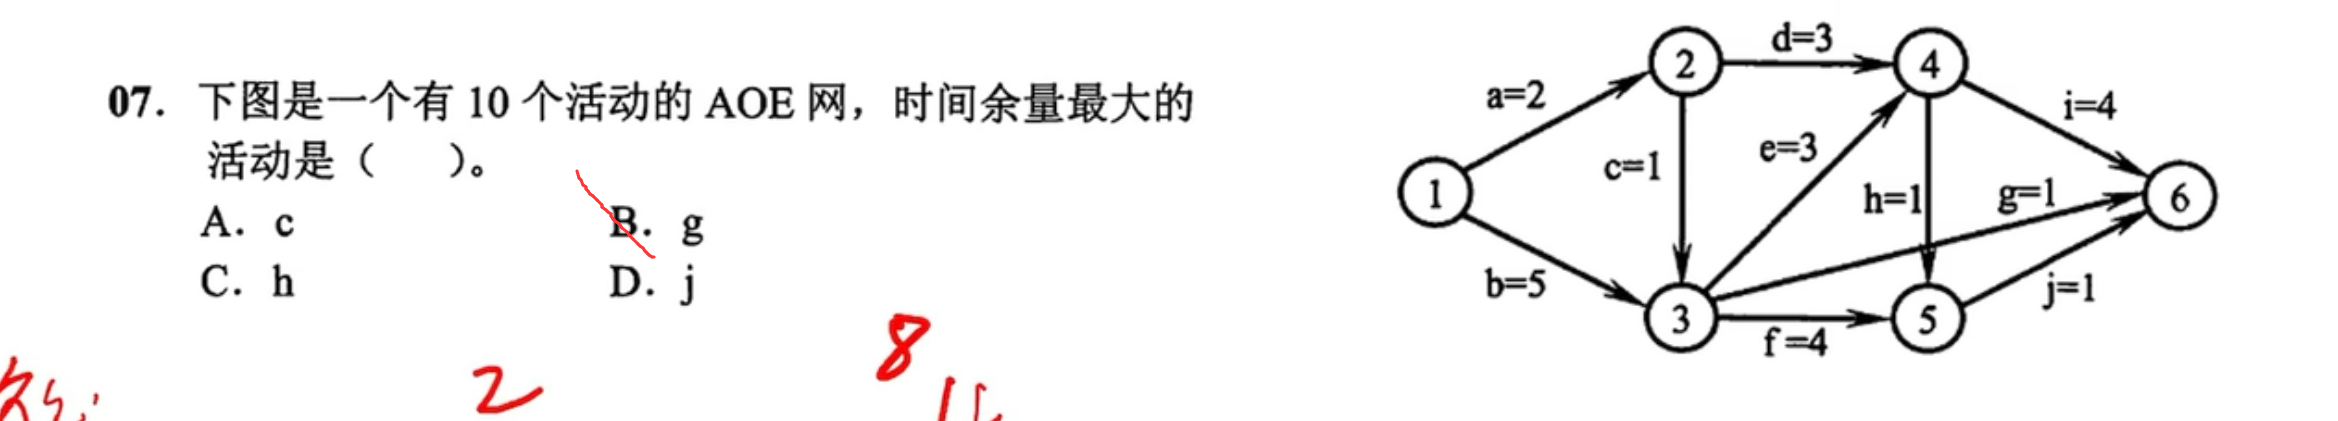 07. 下图是一个有 10 个活动的 AOE 网，时间余量最大的
活动是（　　）。
A. c
B. g
C. h
D. j
d=3
2
4
a=2
i=4
e=3
c=1
1
h=1
g=1
6
b=5
j=1
3
5
f=4
8
2